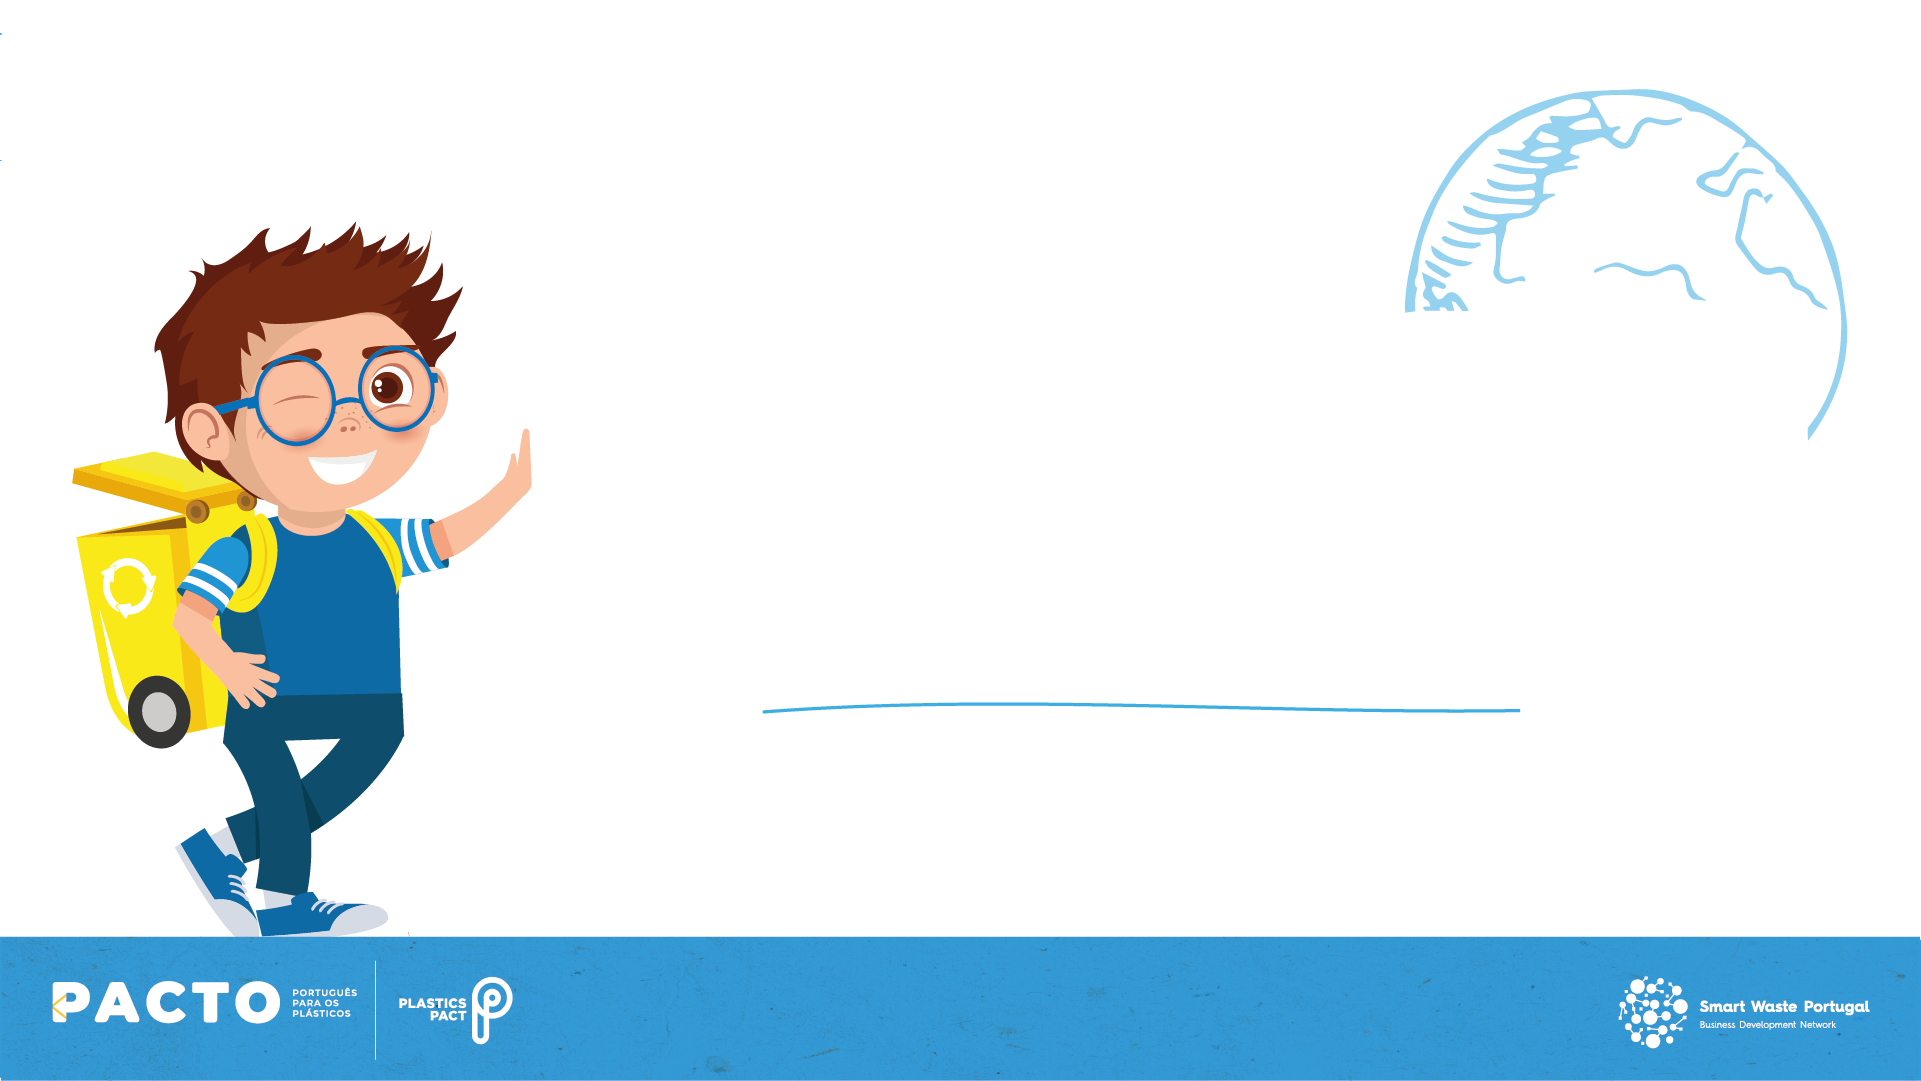 PACTO
PORTUGUÊS
PARA OS
PLÁSTICOS
PLASTICS
PACT
Smart Waste Portugal
Business Development Network